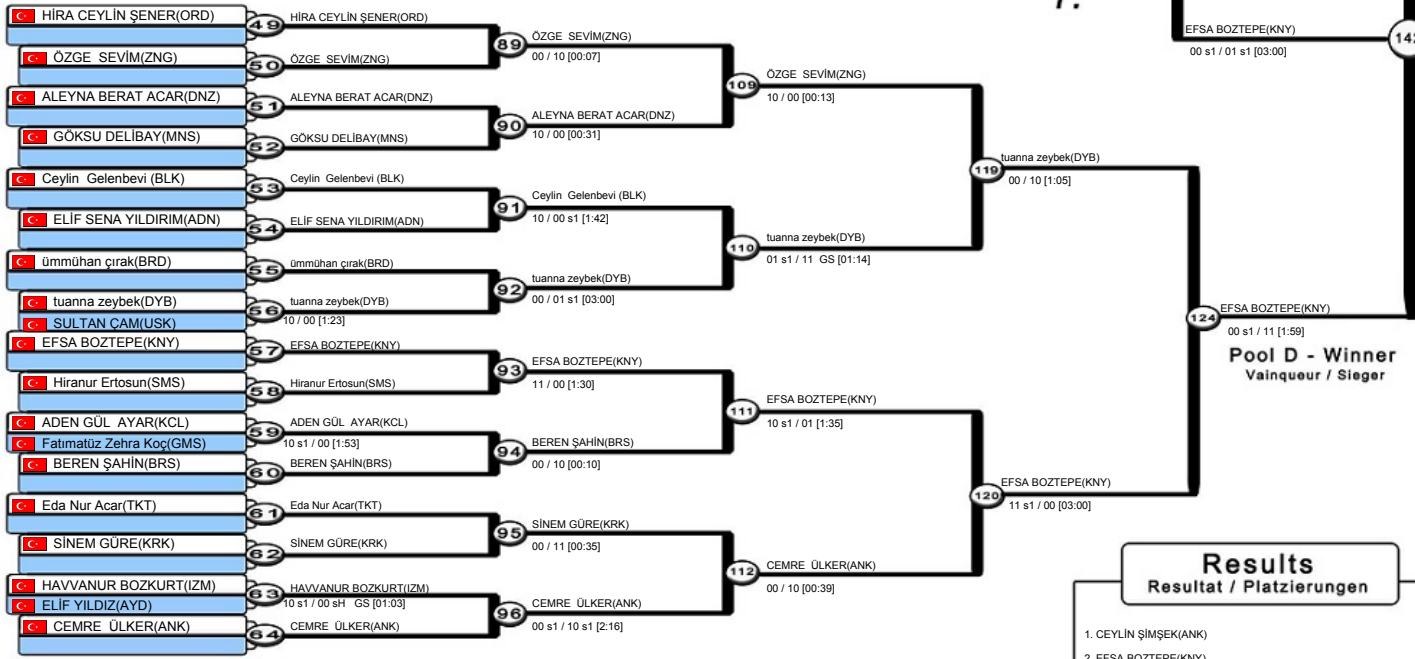 HİRA CEYLİN ŞENER(ORD)
ÖZGE SEVİM(ZNG)
ALEYNA BERAT ACAR(DNZ)
GÖKSU DELİBAY(MNS)
Ceylin Gelenbevi (BLK)
ELİF SENA YILDIRIM(ADN)
ümmühan çırak(BRD)
tuanna zeybek(DYB)
SULTAN ÇAM(USK)
EFSA BOZTEPE(KNY)
Hiranur Ertosun(SMS)
ADEN GÜL AYAR(KCL)
Fatımatüz Zehra Koç(GMS)
BEREN ŞAHİN(BRS)
Eda Nur Acar(TKT)
SİNEM GÜRE(KRK)
HAVVANUR BOZKURT(IZM)
ELİF YILDIZ(AYD)
CEMRE ÜLKER(ANK)
49 HİRA CEYLİN ŞENER(ORD)
50 ÖZGE SEVİM(ZNG)
51 ALEYNA BERAT ACAR(DNZ)
52 GÖKSU DELİBAY(MNS)
53 Ceylin Gelenbevi (BLK)
54 ELİF SENA YILDIRIM(ADN)
55 ümmühan çırak(BRD)
56 tuanna zeybek(DYB)
10 / 00 [1:23]
57 EFSA BOZTEPE(KNY)
58 Hiranur Ertosun(SMS)
59 ADEN GÜL AYAR(KCL)
10 s1 / 00 [1:53]
60 BEREN ŞAHİN(BRS)
61 Eda Nur Acar(TKT)
62 SİNEM GÜRE(KRK)
63 HAVVANUR BOZKURT(IZM)
10 s1 / 00 sH GS [01:03]
64 CEMRE ÜLKER(ANK)
89 ÖZGE SEVİM(ZNG)
00 / 10 [00:07]
90 ALEYNA BERAT ACAR(DNZ)
10 / 00 [00:31]
91 Ceylin Gelenbevi (BLK)
10 / 00 s1 [1:42]
92 tuanna zeybek(DYB)
00 / 01 s1 [03:00]
93 EFSA BOZTEPE(KNY)
11 / 00 [1:30]
94 BEREN ŞAHİN(BRS)
00 / 10 [00:10]
95 SİNEM GÜRE(KRK)
00 / 11 [00:35]
96 CEMRE ÜLKER(ANK)
00 s1 / 10 s1 [2:16]
109 ÖZGE SEVİM(ZNG)
10 / 00 [00:13]
110 tuanna zeybek(DYB)
01 s1 / 11 GS [01:14]
111 EFSA BOZTEPE(KNY)
10 s1 / 01 [1:35]
112 CEMRE ÜLKER(ANK)
00 / 10 [00:39]
119 tuanna zeybek(DYB)
00 / 10 [1:05]
120 EFSA BOZTEPE(KNY)
11 s1 / 00 [03:00]
124 EFSA BOZTEPE(KNY)
00 s1 / 11 [1:59]
Pool D - Winner
Vainqueur / Sieger
EFSA BOZTEPE(KNY)
00 s1 / 01 s1 [03:00]
Results
Resultat / Platzierungen
1. CEYLİN ŞİMŞEK(ANK)
2. EFSA BOZTEPE(KNY)